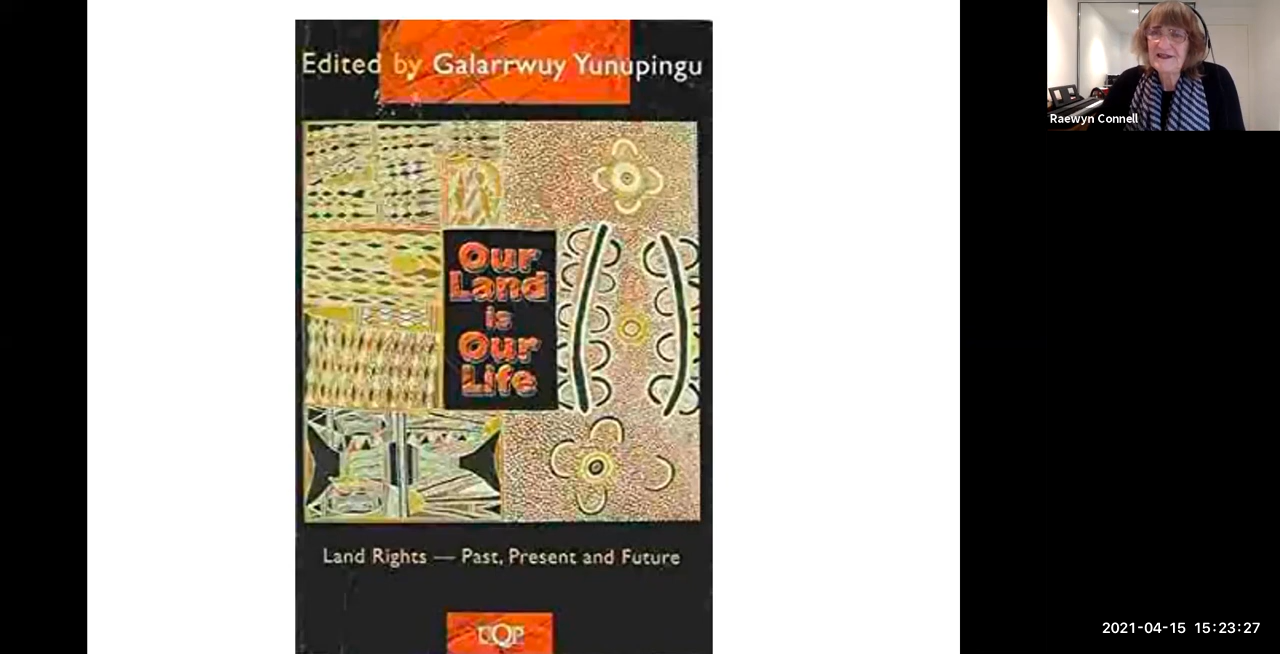 Edited by Galarrwuy Yunupingu
Our
Land
is
Our
Life
Land Rights — Past, Present and Future
UQP
Raewyn Connell
2021-04-15 15:23:27